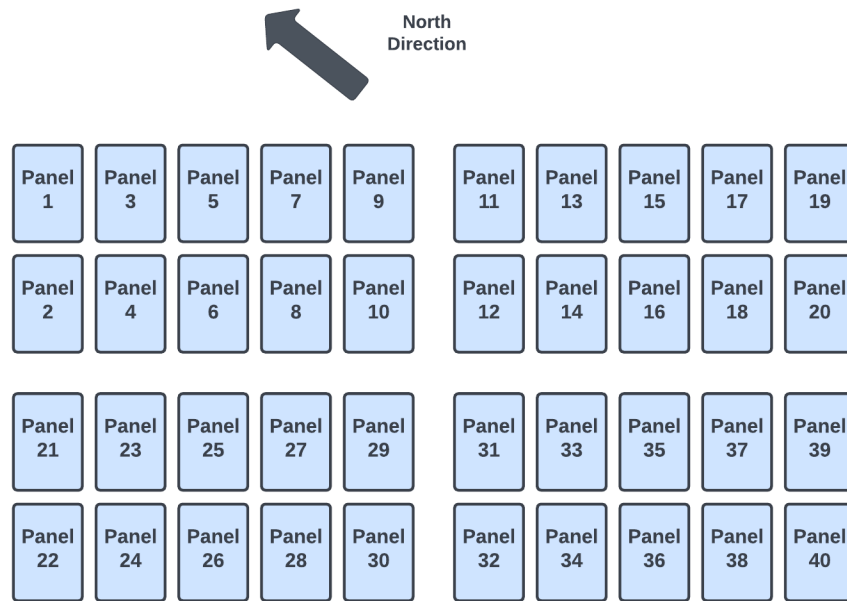 North
Direction
Panel
1
Panel
3
Panel
5
Panel
7
Panel
9
Panel
11
Panel
13
Panel
15
Panel
17
Panel
19
Panel
2
Panel
4
Panel
6
Panel
8
Panel
10
Panel
12
Panel
14
Panel
16
Panel
18
Panel
20
Panel
21
Panel
23
Panel
25
Panel
27
Panel
29
Panel
31
Panel
33
Panel
35
Panel
37
Panel
39
Panel
22
Panel
24
Panel
26
Panel
28
Panel
30
Panel
32
Panel
34
Panel
36
Panel
38
Panel
40